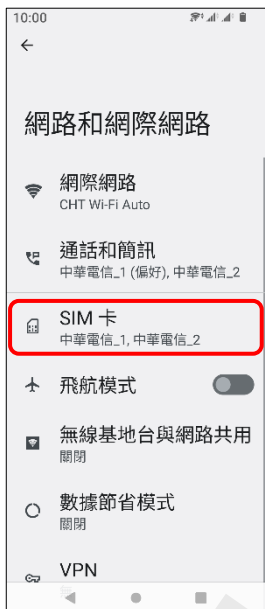 10:00
網路和網際網路
網際網路
CHT Wi-Fi Auto
通話和簡訊
中華電信_1 (偏好), 中華電信_2
SIM 卡
中華電信_1, 中華電信_2
飛航模式
無線基地台與網路共用
關閉
數據節省模式
關閉
VPN